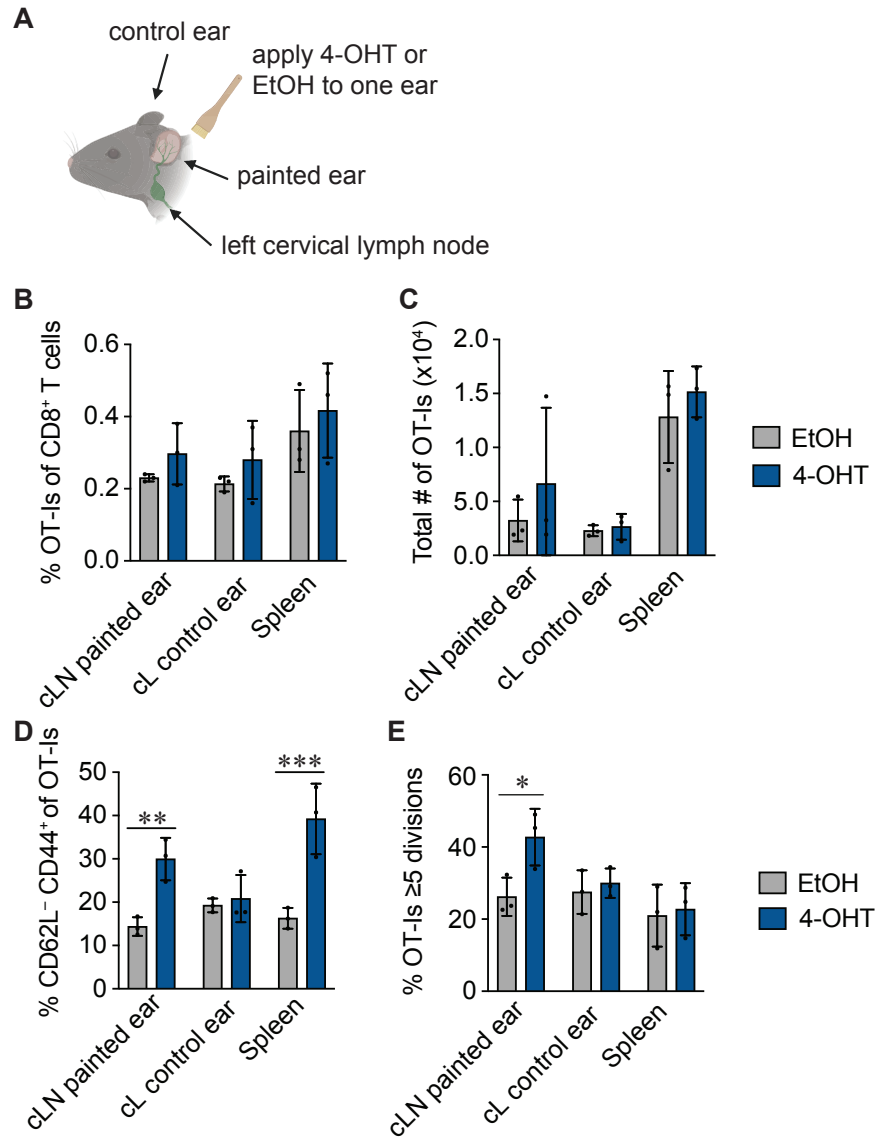 A
control ear
apply 4-OHT or
EtOH to one ear
painted ear
left cervical lymph node
B
% OT-Is of CD8⁺ T cells
0.6
0.4
0.2
0.0
cLN painted ear
cL control ear
Spleen
C
Total # of OT-Is (x10⁴)
2.0
1.5
1.0
5.0
0.0
cLN painted ear
cL control ear
Spleen
EtOH
4-OHT
D
% CD62L⁻ CD44⁺ of OT-Is
50
40
30
20
10
0
**
***
cLN painted ear
cL control ear
Spleen
E
% OT-Is ≥5 divisions
60
40
20
0
*
cLN painted ear
cL control ear
Spleen
EtOH
4-OHT